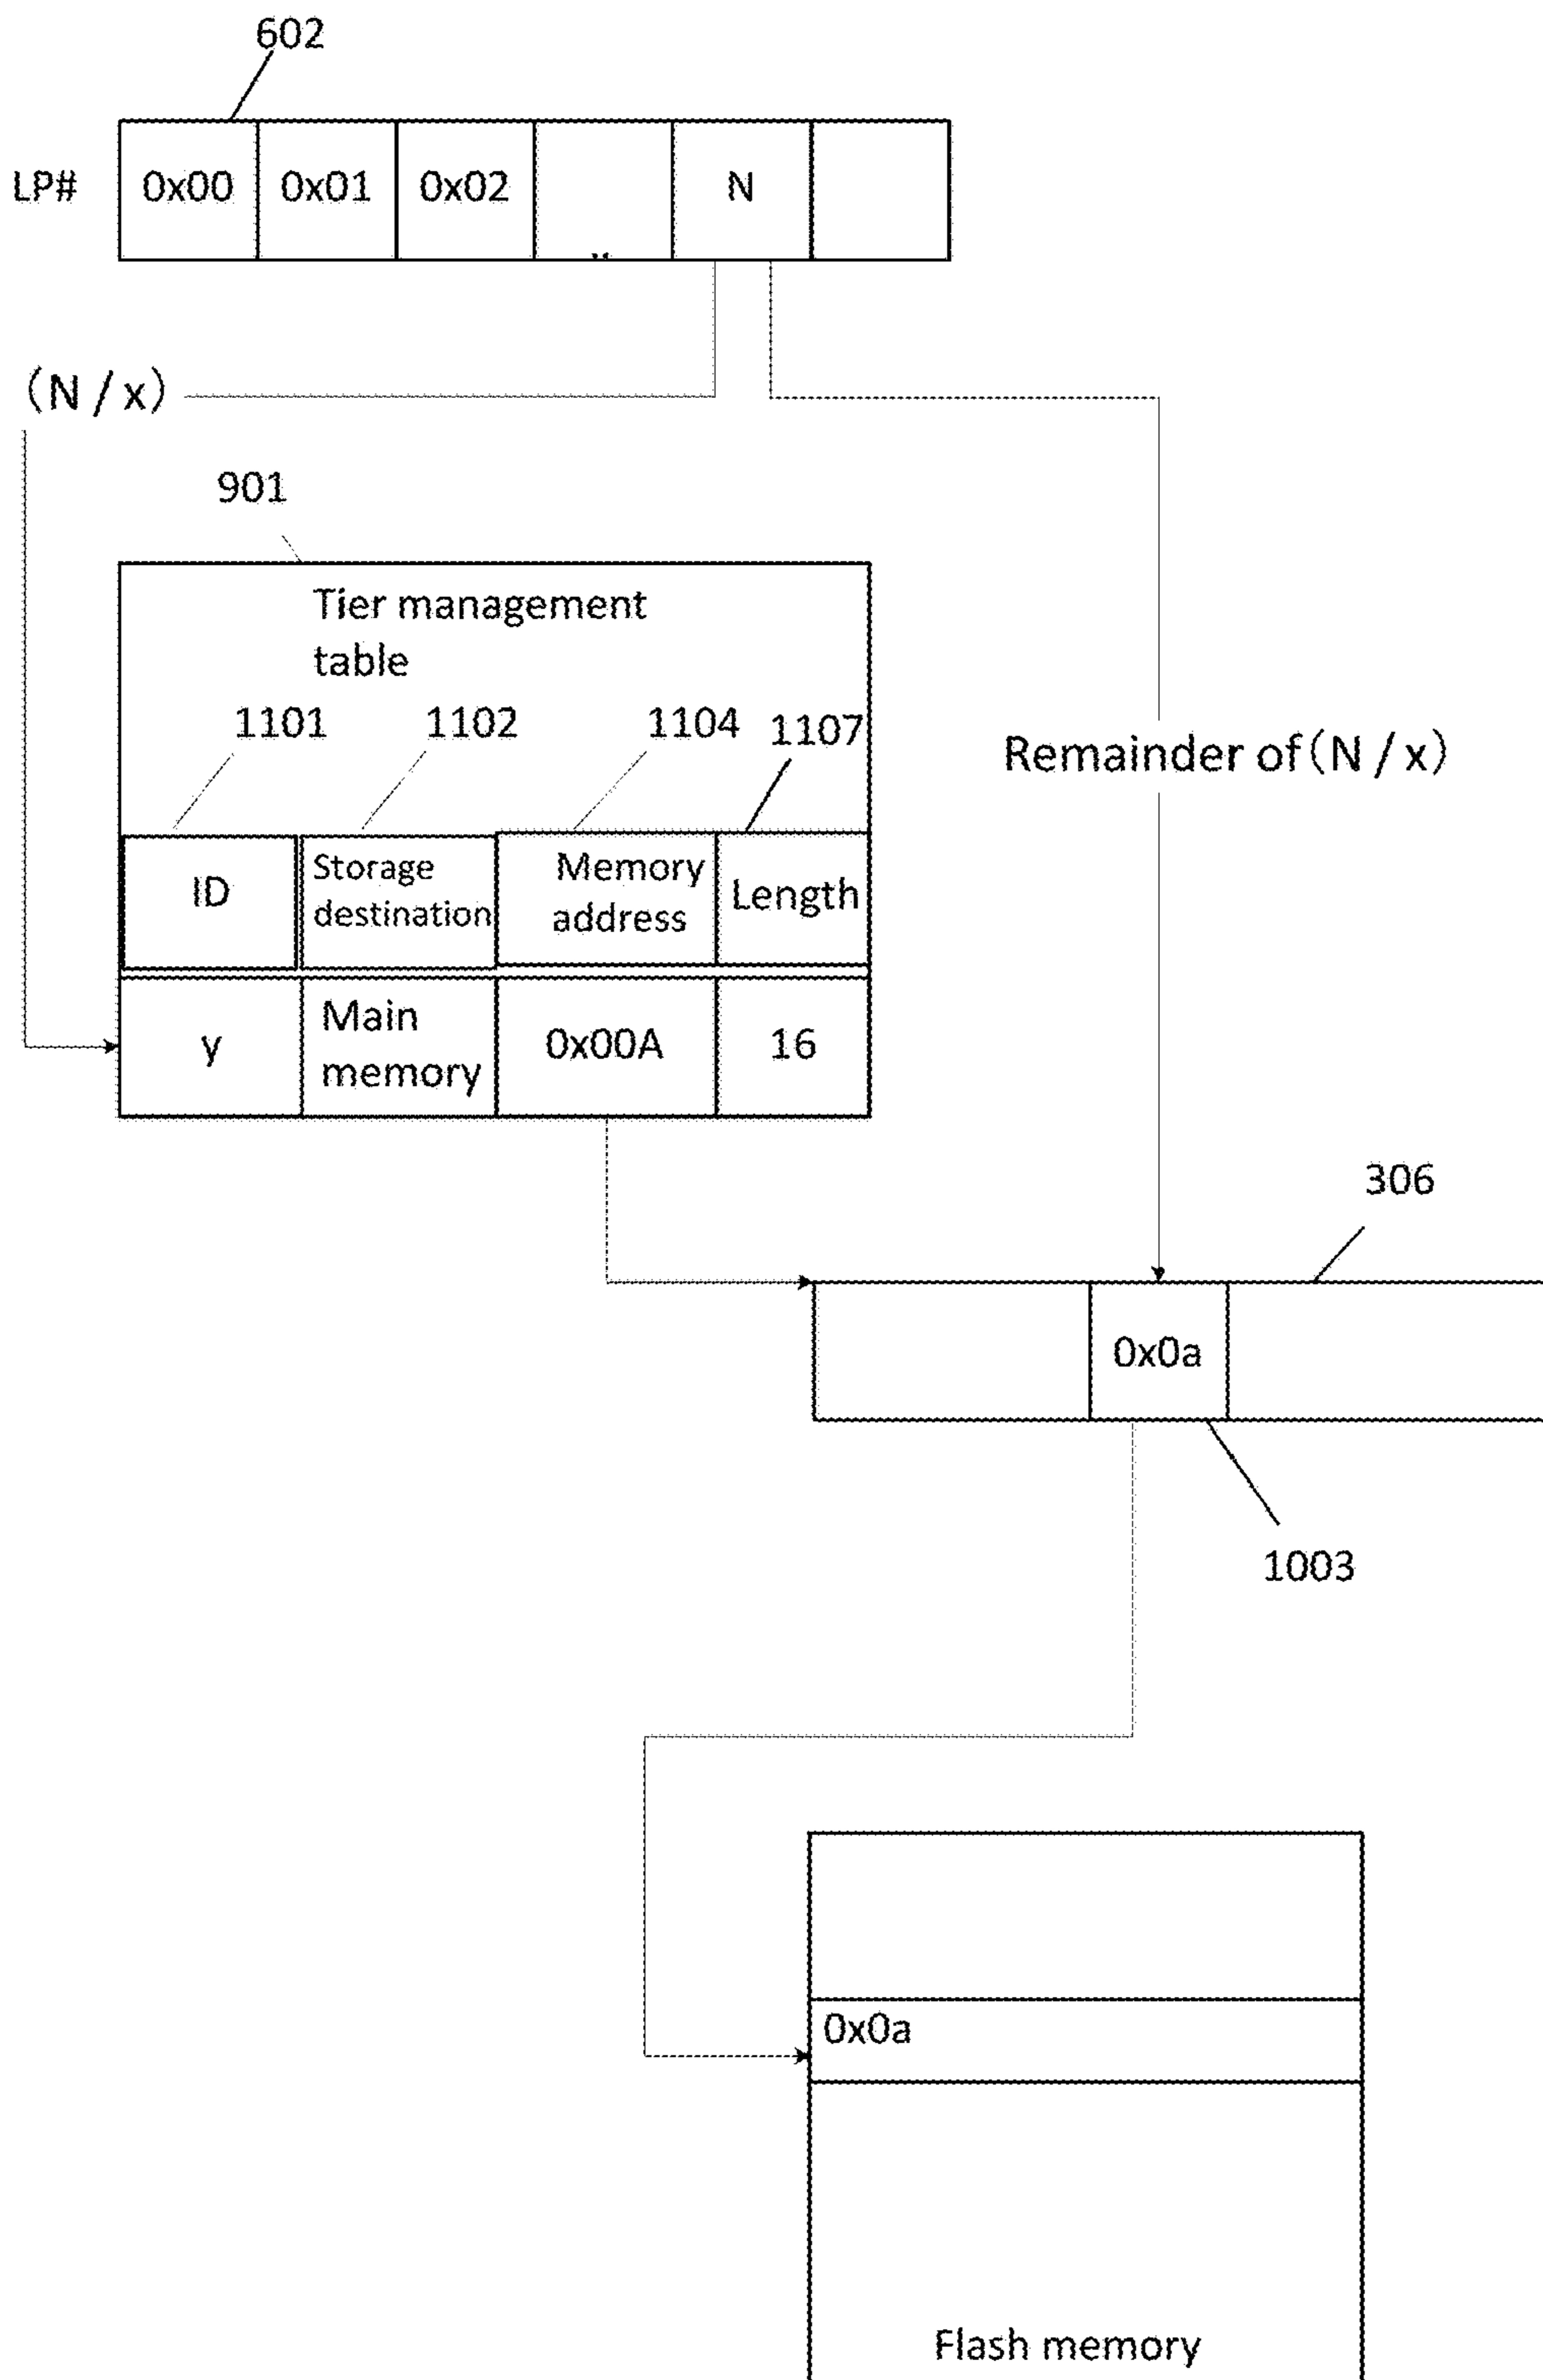 602
LP# 0x00 0x01 0x02 .. N
(N / x)
901
Tier management
table
1101 1102 1104 1107
Remainder of (N / x)
ID Storage destination Memory address Length
y Main memory 0x00A 16
306
0x0a
1003
0x0a
Flash memory